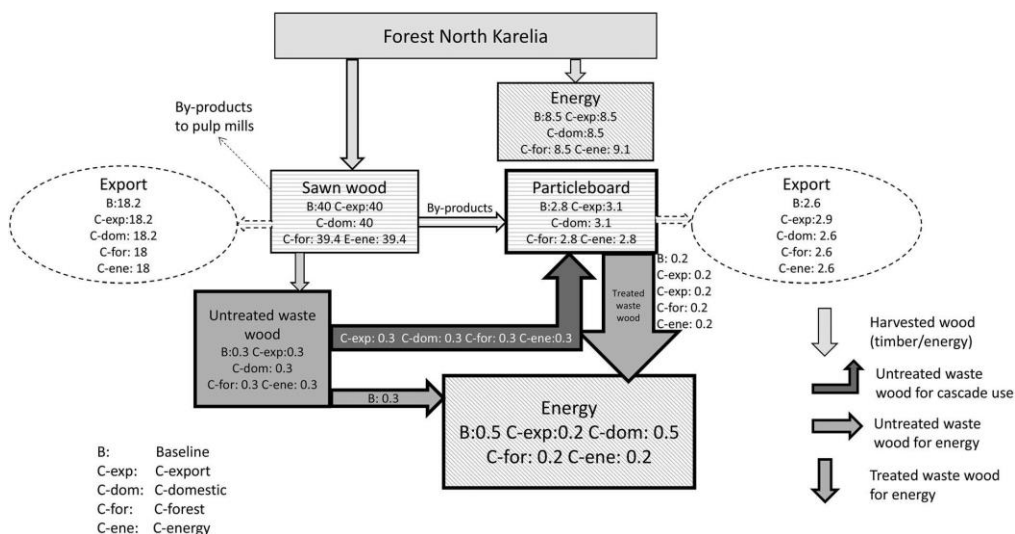 Forest North Karelia
Energy
B:8.5 C-exp:8.5
C-dom:8.5
C-for: 8.5 C-ene: 9.1
By-products
to pulp mills
Export
B:18.2
C-exp:18.2
C-dom: 18.2
C-for: 18
C-ene: 18
Sawn wood
B:40 C-exp:40
C-dom: 40
C-for: 39.4 E-ene: 39.4
By-products
Particleboard
B:2.8 C-exp:3.1
C-dom: 3.1
C-for: 2.8 C-ene: 2.8
Export
B:2.6
C-exp:2.9
C-dom: 2.6
C-for: 2.6
C-ene: 2.6
B: 0.2
C-exp: 0.2
C-exp: 0.2
C-for: 0.2
C-ene: 0.2
Treated
waste
wood
Untreated waste
wood
B:0.3 C-exp:0.3
C-dom: 0.3
C-for: 0.3 C-ene: 0.3
C-exp: 0.3 C-dom: 0.3 C-for: 0.3 C-ene:0.3
B: 0.3
Energy
B:0.5 C-exp:0.2 C-dom: 0.5
C-for: 0.2 C-ene: 0.2
Harvested wood
(timber/energy)
Untreated waste
wood for cascade use
Untreated waste
wood for energy
Treated waste wood
for energy
B: Baseline
C-exp: C-export
C-dom: C-domestic
C-for: C-forest
C-ene: C-energy